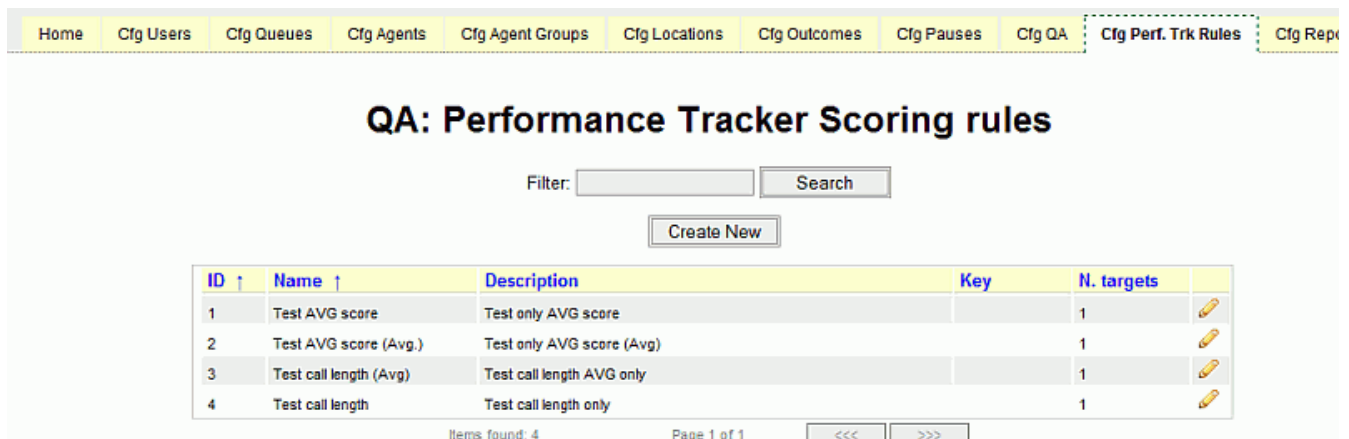 Home Cfg Users Cfg Queues Cfg Agents Cfg Agent Groups Cfg Locations Cfg Outcomes Cfg Pauses Cfg QA Cfg Perf. Trk Rules Cfg Repo
QA: Performance Tracker Scoring rules
Filter: Search
Create New
ID ↑ Name ↑ Description Key N. targets
1 Test AVG score Test only AVG score 1
2 Test AVG score (Avg.) Test only AVG score (Avg) 1
3 Test call length (Avg) Test call length AVG only 1
4 Test call length Test call length only 1
Items found: 4 Page 1 of 1 <<< >>>